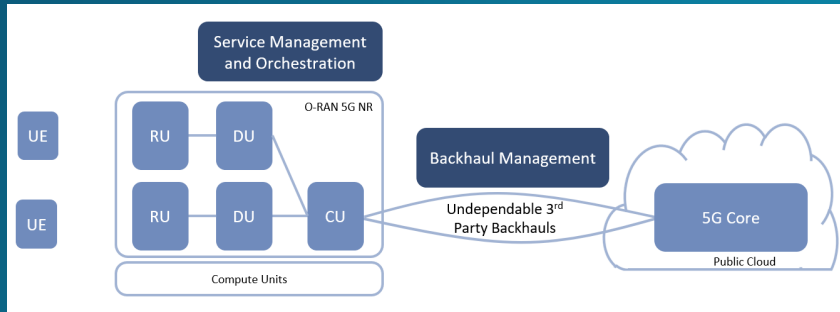 Service Management
and Orchestration
O-RAN 5G NR
UE
RU
DU
UE
RU
DU
CU
Compute Units
Backhaul Management
Undependable 3rd
Party Backhauls
5G Core
Public Cloud